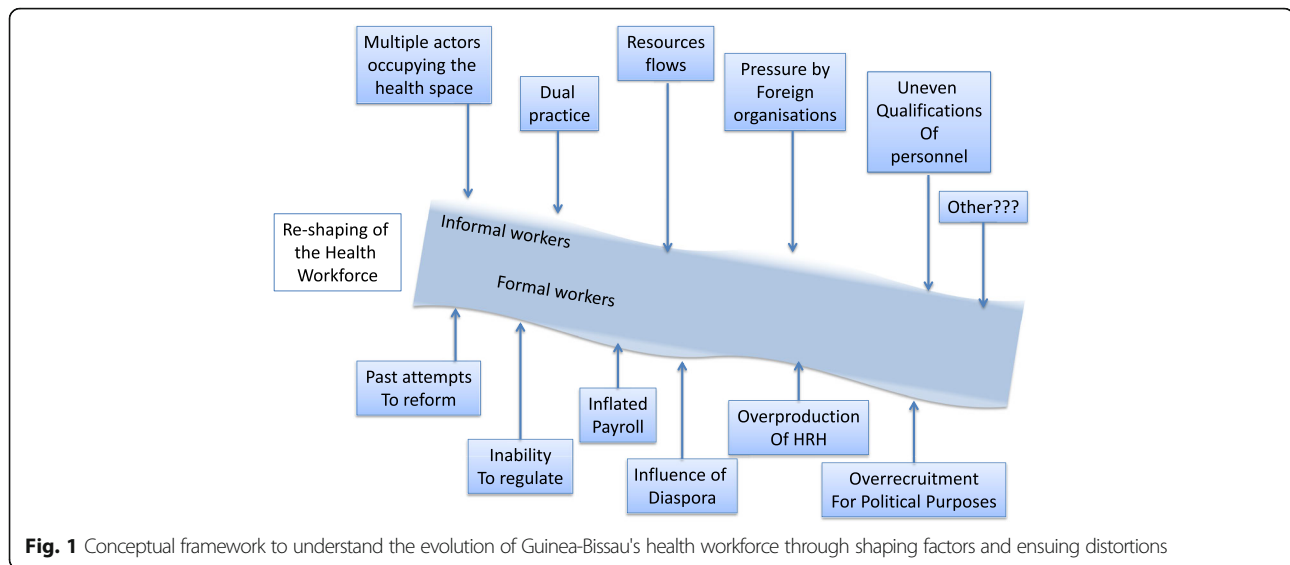 Multiple actors
occupying the
health space
Dual
practice
Resources
flows
Pressure by
Foreign
organisations
Uneven
Qualifications
Of
personnel
Other???
Re-shaping of
the Health
Workforce
Informal workers
Formal workers
Past attempts
To reform
Inability
To regulate
Inflated
Payroll
Influence of
Diaspora
Overproduction
Of HRH
Overrecruitment
For Political Purposes
Fig. 1 Conceptual framework to understand the evolution of Guinea-Bissau's health workforce through shaping factors and ensuing distortions